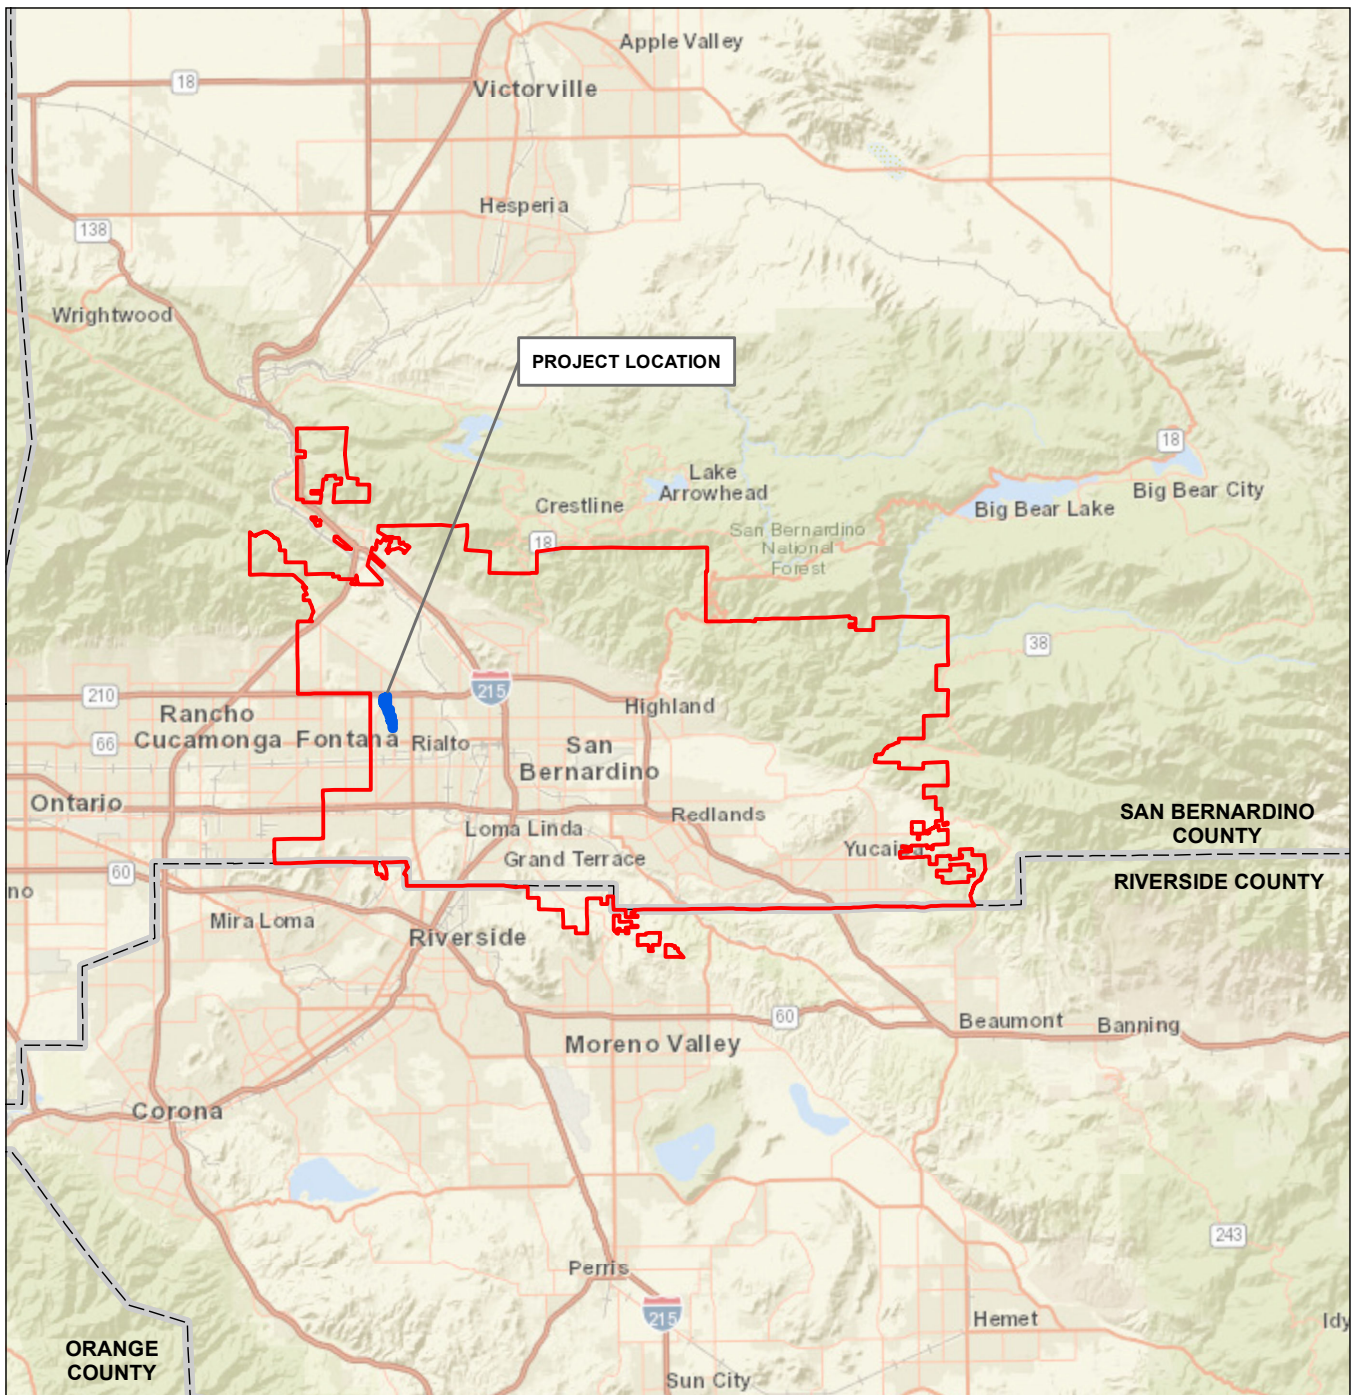 Apple Valley
18
Victorville
Hesperia
138
Wrightwood
PROJECT LOCATION
18
Lake
Arrowhead
Big Bear City
Crestline
Big Bear Lake
18
San Bernardino
National
Forest
38
215
210
Highland
Rancho
Cucamonga
Fontana
Rialto
66
San
Bernardino
Ontario
Redlands
SAN BERNARDINO
COUNTY
Loma Linda
Yucaipa
Grand Terrace
60
RIVERSIDE COUNTY
no
Mira Loma
Riverside
60
Beaumont
Banning
Moreno Valley
Corona
243
Perris
215
Hemet
Idy
ORANGE
COUNTY
Sun City